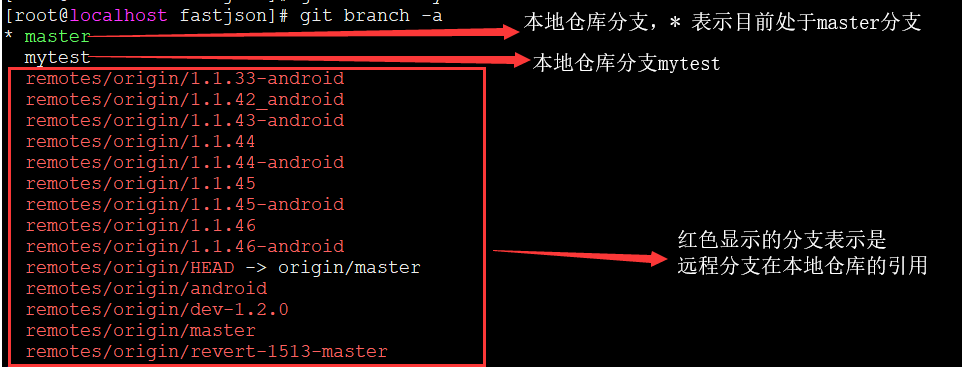 [root@localhost fastjson]# git branch -a
* master
本地仓库分支，* 表示目前处于master分支
mytest
本地仓库分支mytest
remotes/origin/1.1.33-android
remotes/origin/1.1.42_android
remotes/origin/1.1.43-android
remotes/origin/1.1.44
remotes/origin/1.1.44-android
remotes/origin/1.1.45
remotes/origin/1.1.45-android
remotes/origin/1.1.46
remotes/origin/1.1.46-android
remotes/origin/HEAD -> origin/master
remotes/origin/android
remotes/origin/dev-1.2.0
remotes/origin/master
remotes/origin/revert-1513-master
红色显示的分支表示是
远程分支在本地仓库的引用